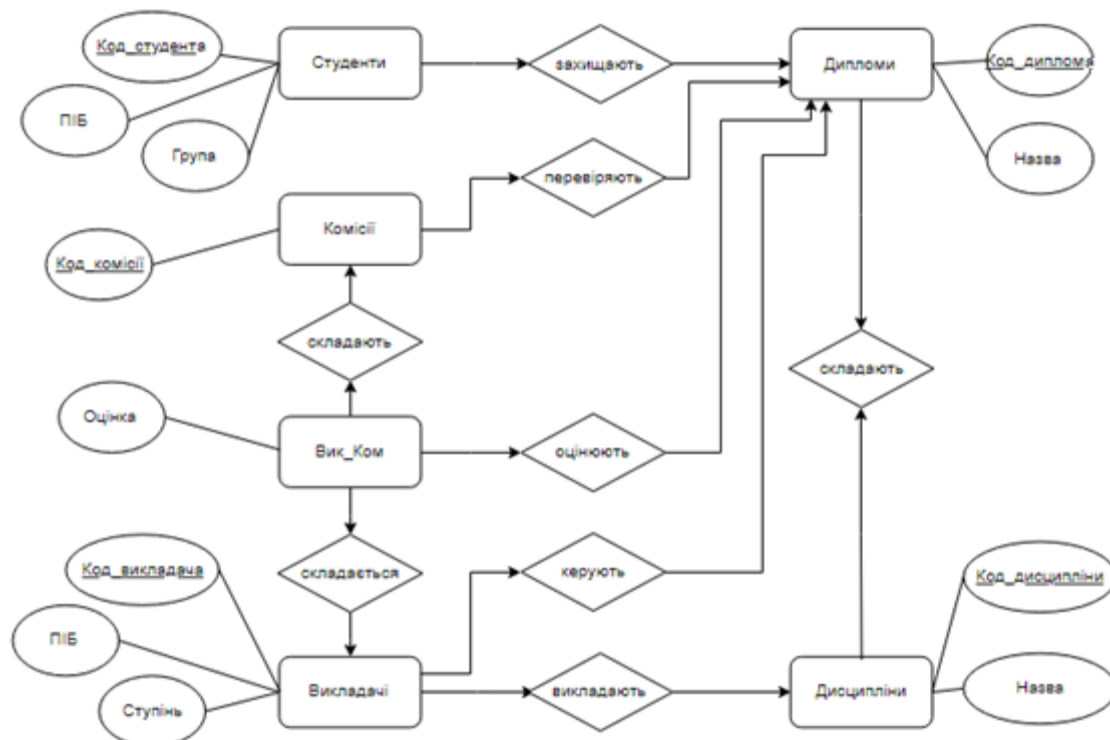 Код_студента
Студенти
захищають
Дипломи
Код_диплома
ПІБ
Група
Назва
перевіряють
Комісії
Код_комісії
складають
складають
Оцінка
Вик_Ком
оцінюють
Код_викладача
складається
керують
Код_дисципліни
ПІБ
Ступінь
Викладачі
викладають
Дисципліни
Назва